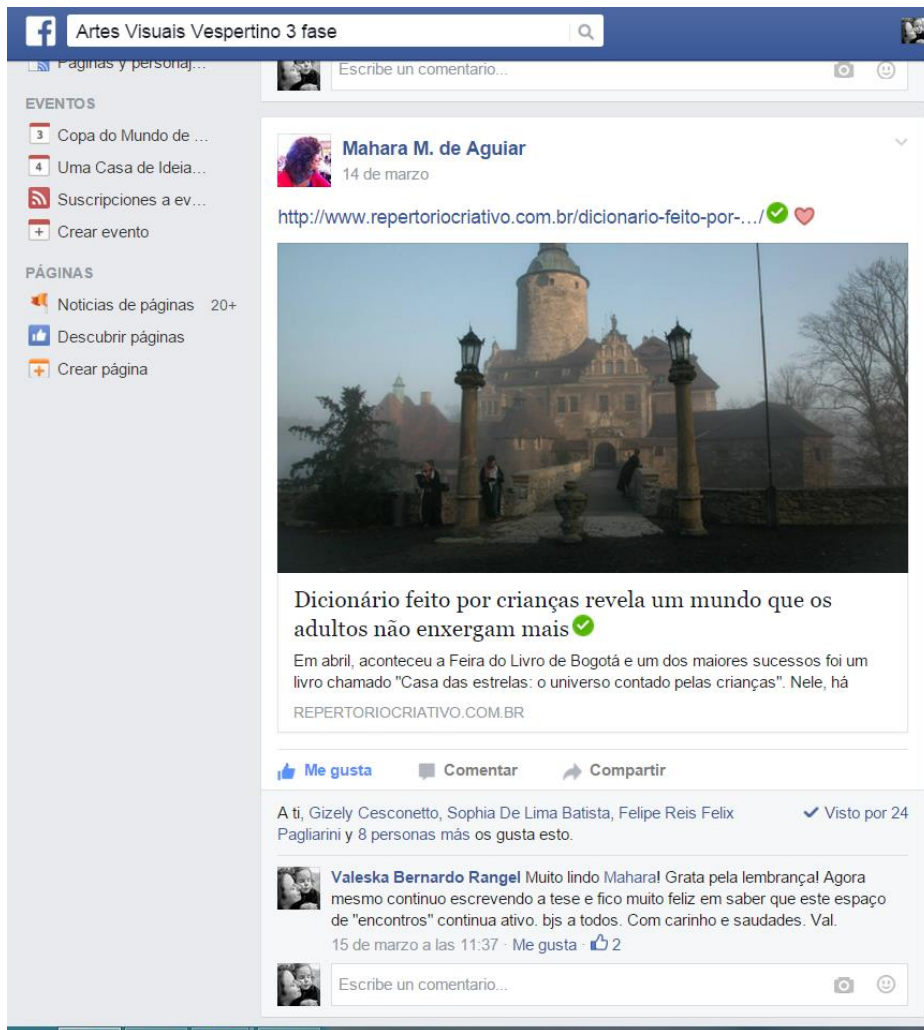 f Artes Visuais Vespertino 3 fase
Páginas y personaj...
EVENTOS
3 Copa do Mundo de ...
4 Uma Casa de Ideia...
Suscripciones a ev...
Crear evento
PÁGINAS
Noticias de páginas 20+
Descubrir páginas
Crear página
Escribe un comentario...
Mahara M. de Aguiar
14 de marzo
http://www.repertoriocriativo.com.br/dicionario-feito-por-.../
Dicionário feito por crianças revela um mundo que os
adultos não enxergam mais
Em abril, aconteceu a Feira do Livro de Bogotá e um dos maiores sucessos foi um
livro chamado "Casa das estrelas: o universo contado pelas crianças". Nele, há
REPERTORIOCRIATIVO.COM.BR
Me gusta Comentar Compartir
A ti, Gizely Cesconetto, Sophia De Lima Batista, Felipe Reis Felix
Pagliarini y 8 personas más os gusta esto.
Visto por 24
Valeska Bernardo Rangel Muito lindo Mahara! Grata pela lembrança! Agora
mesmo continuo escrevendo a tese e fico muito feliz em saber que este espaço
de "encontros" continua ativo. bjs a todos. Com carinho e saudades. Val.
15 de marzo a las 11:37 · Me gusta · 2
Escribe un comentario...